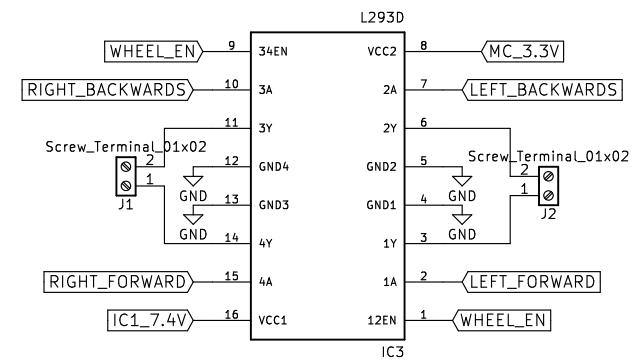 L293D
WHEEL_EN 9 34EN VCC2 8 MC_3.3V
RIGHT_BACKWARDS 10 3A 2A 7 LEFT_BACKWARDS
11 3Y 2Y 6
Screw_Terminal_01x02 Screw_Terminal_01x02
2 12 GND4 GND2 5 2
1 GND GND 1
J1 13 GND3 GND1 4 J2
GND GND
14 4Y 1Y 3
RIGHT_FORWARD 15 4A 1A 2 LEFT_FORWARD
IC1_7.4V 16 VCC1 12EN 1 WHEEL_EN
IC3